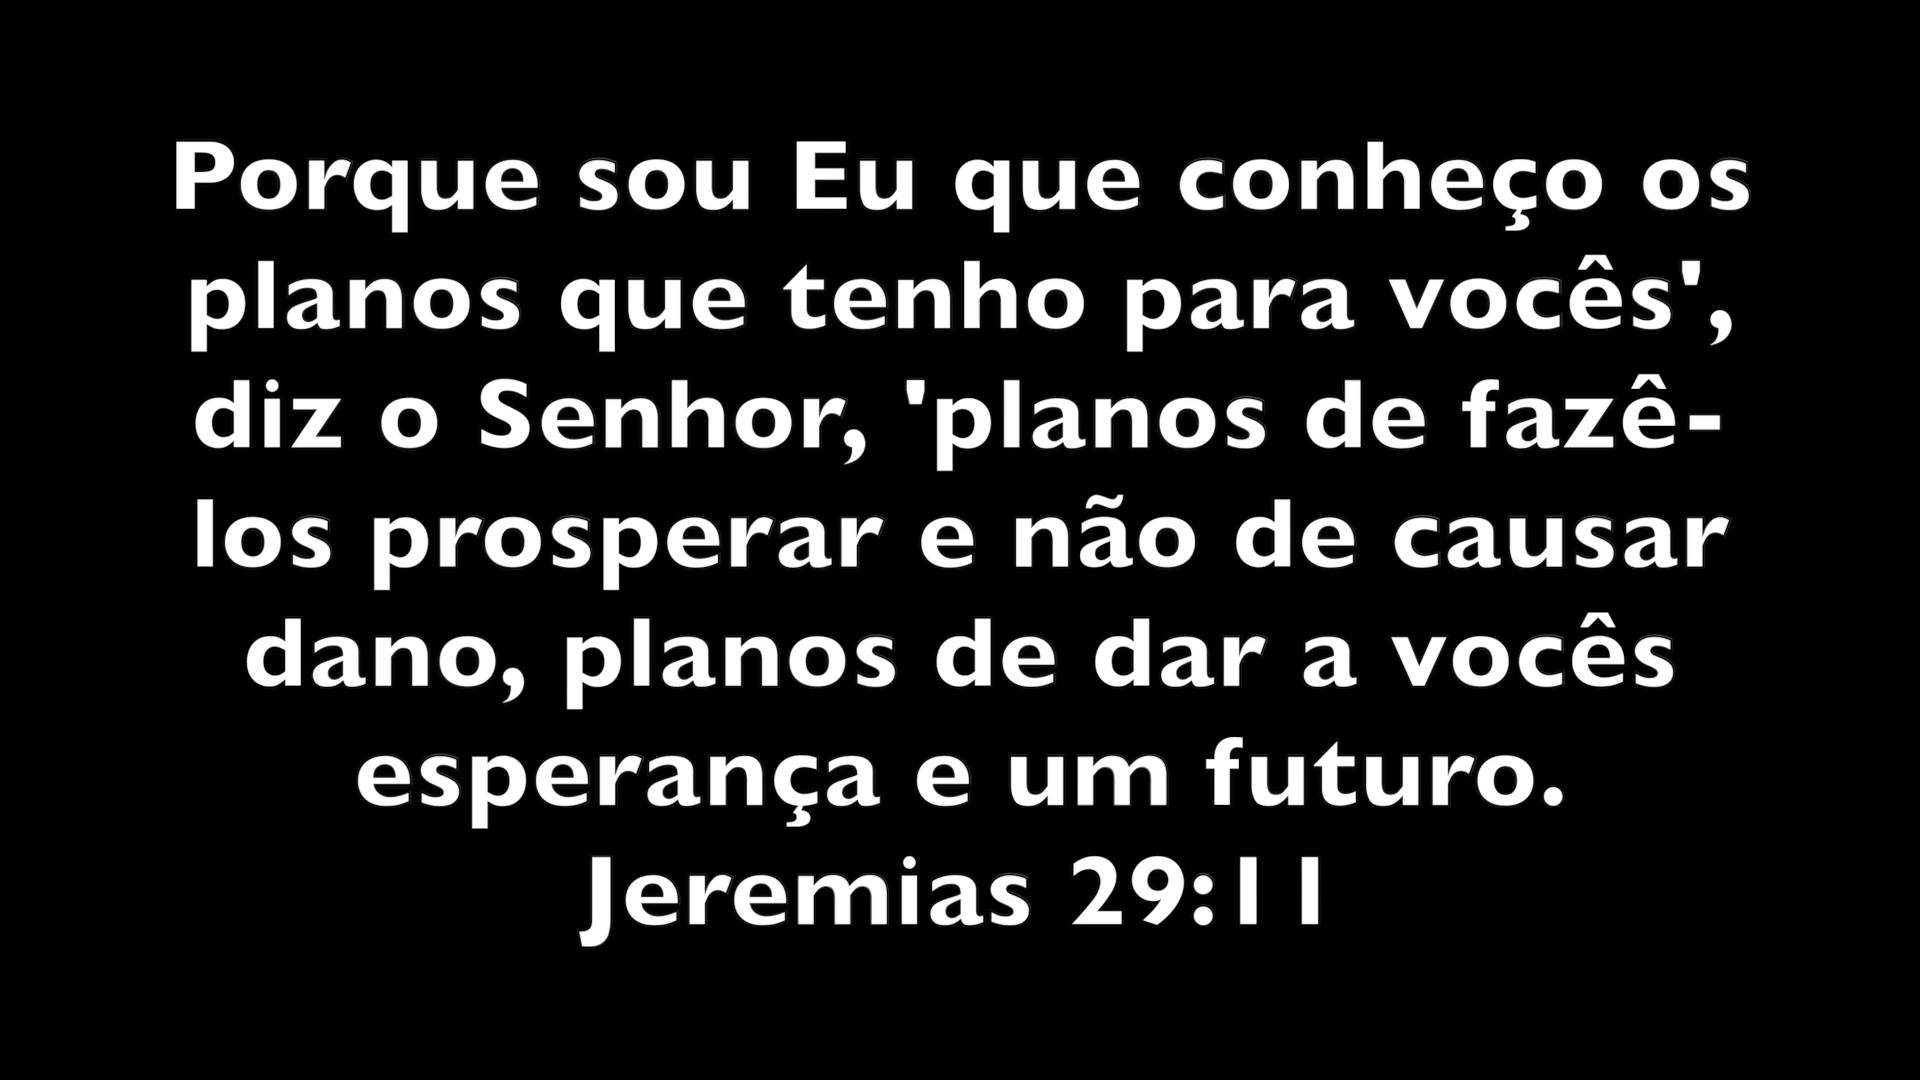 Porque sou Eu que conheço os
planos que tenho para vocês',
diz o Senhor, 'planos de fazê-
los prosperar e não de causar
dano, planos de dar a vocês
esperança e um futuro.
Jeremias 29:11